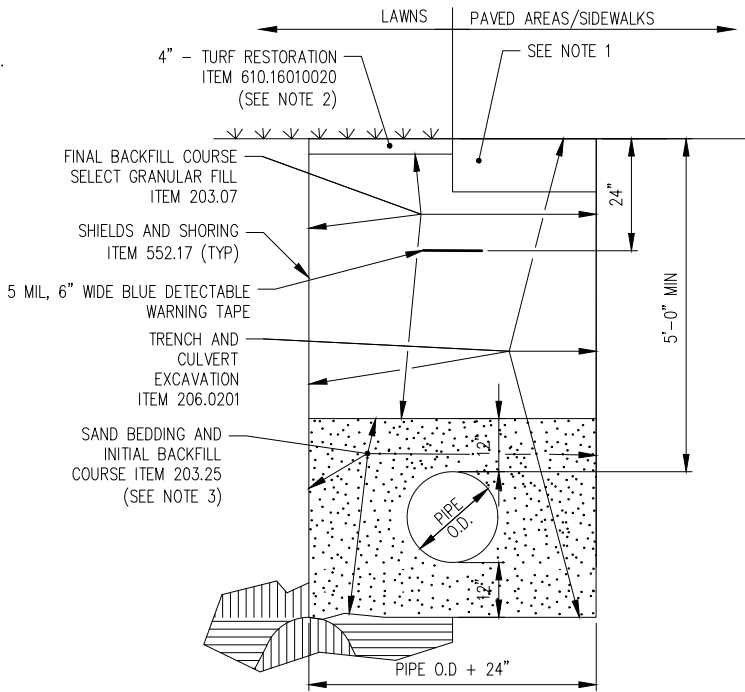 LAWNS
PAVED AREAS/SIDEWALKS
4" - TURF RESTORATION
ITEM 610.16010020
(SEE NOTE 2)
SEE NOTE 1
FINAL BACKFILL COURSE
SELECT GRANULAR FILL
ITEM 203.07
SHIELDS AND SHORING
ITEM 552.17 (TYP)
5 MIL, 6" WIDE BLUE DETECTABLE
WARNING TAPE
TRENCH AND
CULVERT
EXCAVATION
ITEM 206.0201
SAND BEDDING AND
INITIAL BACKFILL
COURSE ITEM 203.25
(SEE NOTE 3)
24"
5'-0" MIN
12"
PIPE
O.D.
12"
PIPE O.D + 24"